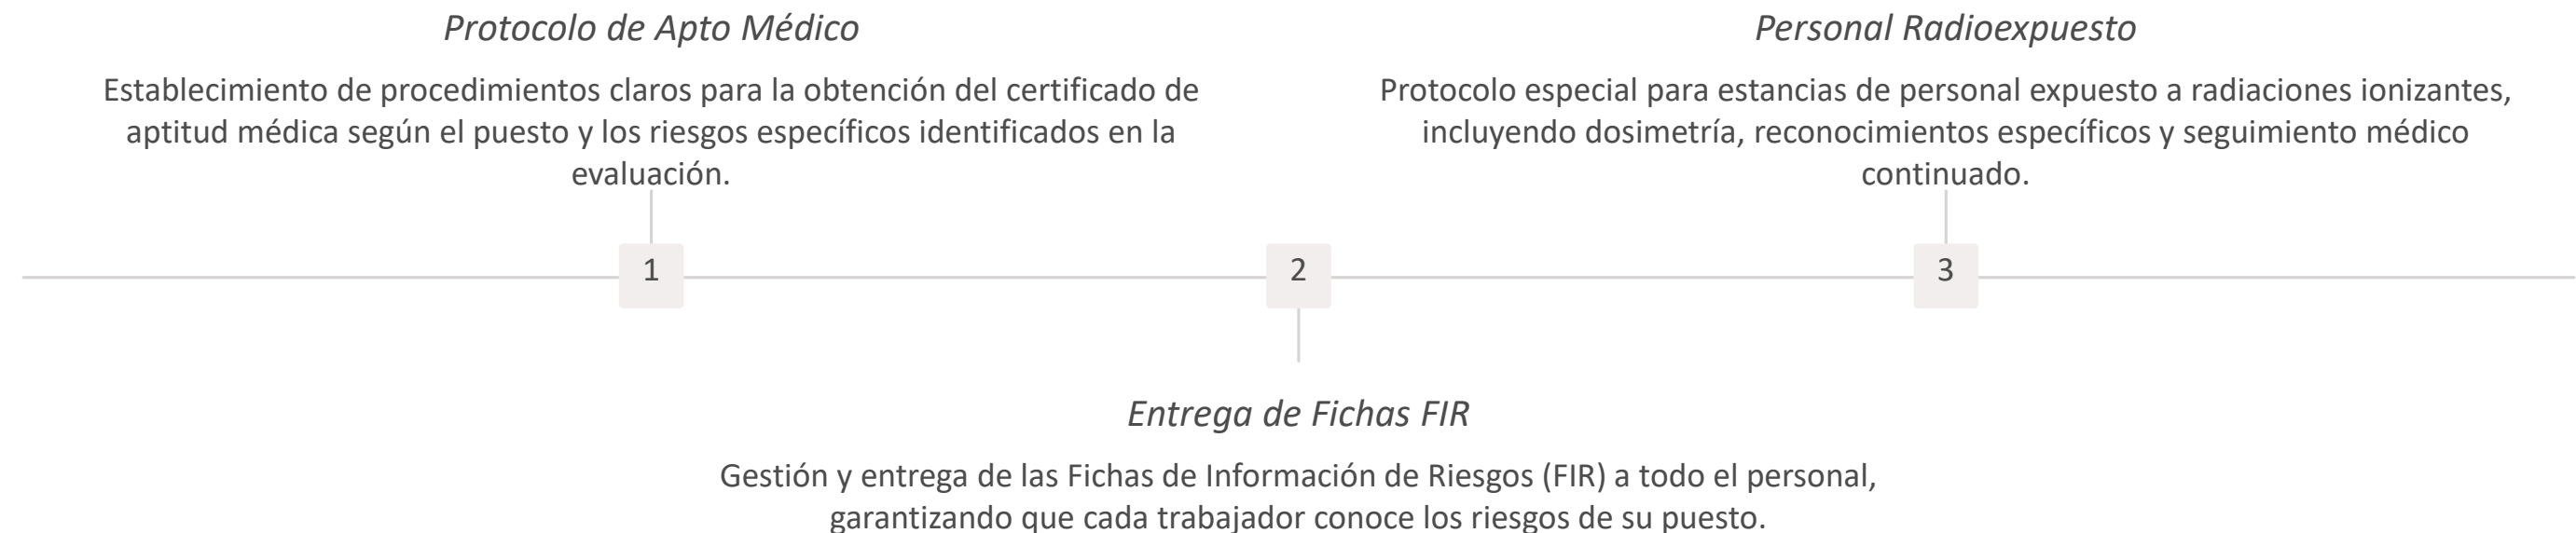 Protocolo de Apto Médico
Establecimiento de procedimientos claros para la obtención del certificado de
aptitud médica según el puesto y los riesgos específicos identificados en la
evaluación.
1
2
Entrega de Fichas FIR
Gestión y entrega de las Fichas de Información de Riesgos (FIR) a todo el personal,
garantizando que cada trabajador conoce los riesgos de su puesto.
Personal Radioexpuesto
Protocolo especial para estancias de personal expuesto a radiaciones ionizantes,
incluyendo dosimetría, reconocimientos específicos y seguimiento médico
continuado.
3